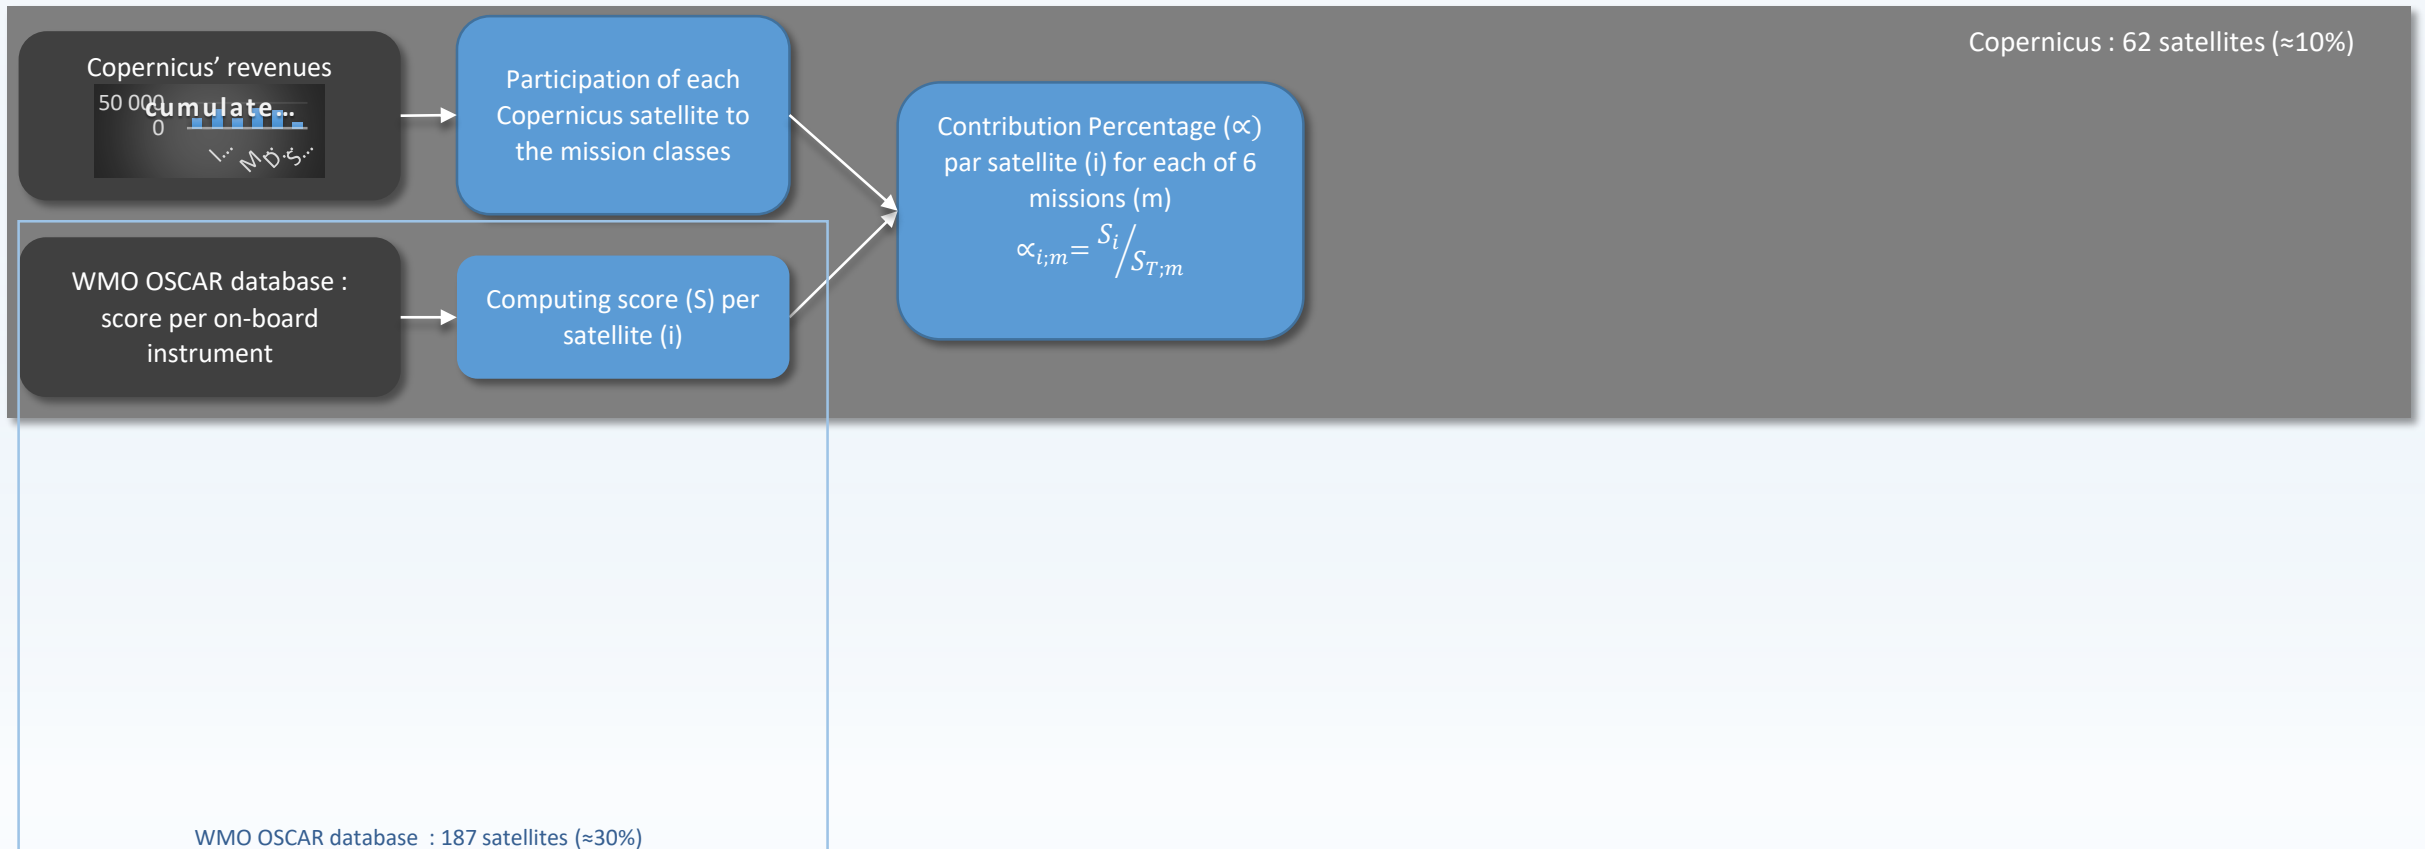 Copernicus : 62 satellites (≈10%)
Copernicus’ revenues
50 000
cumulate…
0
I…
M…
D…
S…
Participation of each
Copernicus satellite to
the mission classes
Contribution Percentage (∝)
par satellite (i) for each of 6
missions (m)
∝i;m= Si/ST;m
WMO OSCAR database :
score per on-board
instrument
Computing score (S) per
satellite (i)
WMO OSCAR database : 187 satellites (≈30%)